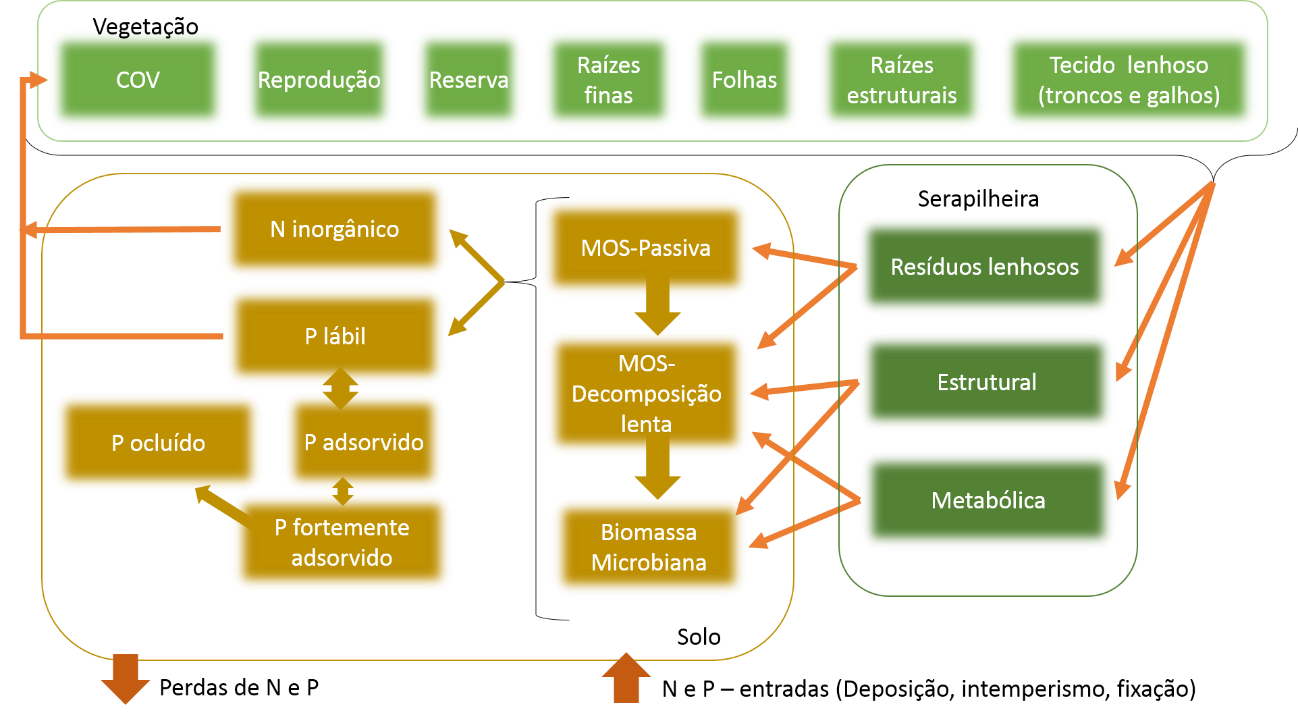 Vegetação
COV
Reprodução
Reserva
Raízes
finas
Folhas
Raízes
estruturais
Tecido lenhoso
(troncos e galhos)
N inorgânico
P lábil
P ocluído
P adsorvido
P fortemente
adsorvido
MOS-Passiva
MOS-
Decomposição
lenta
Biomassa
Microbiana
Solo
Serapilheira
Resíduos lenhosos
Estrutural
Metabólica
Perdas de N e P
N e P – entradas (Deposição, intemperismo, fixação)